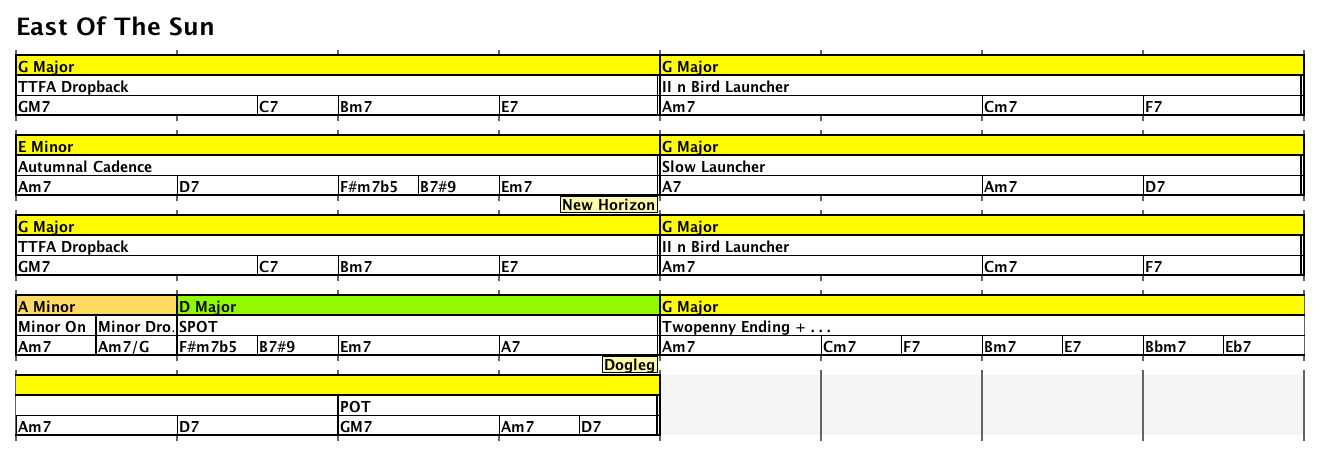 East Of The Sun
G Major G Major
TTFA Dropback II n Bird Launcher
GM7 C7 Bm7 E7 Am7 Cm7 F7
E Minor G Major
Autumnal Cadence Slow Launcher
Am7 D7 F#m7b5 B7#9 Em7 A7 Am7 D7
New Horizon
G Major G Major
TTFA Dropback II n Bird Launcher
GM7 C7 Bm7 E7 Am7 Cm7 F7
A Minor D Major G Major
Minor On Minor Dro. SPOT Twopenny Ending + . . .
Am7 Am7/G F#m7b5 B7#9 Em7 A7 Am7 Cm7 F7 Bm7 E7 Bbm7 Eb7
Dogleg
POT
Am7 D7 GM7 Am7 D7